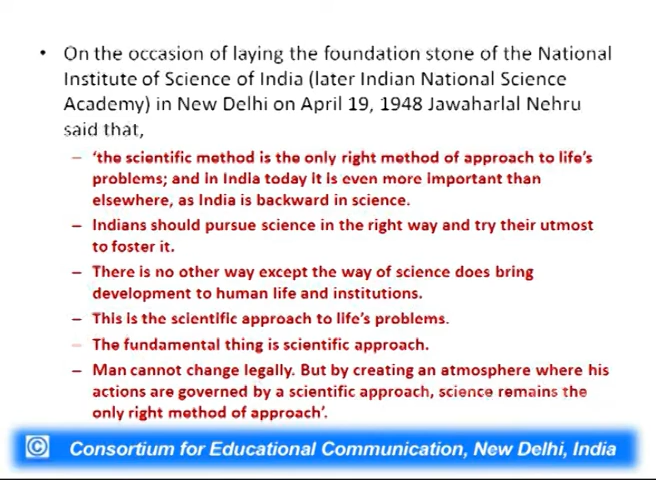 • On the occasion of laying the foundation stone of the National
Institute of Science of India (later Indian National Science
Academy) in New Delhi on April 19, 1948 Jawaharlal Nehru
said that,
– ‘the scientific method is the only right method of approach to life’s
problems; and in India today it is even more important than
elsewhere, as India is backward in science.
– Indians should pursue science in the right way and try their utmost
to foster it.
– There is no other way except the way of science does bring
development to human life and institutions.
– This is the scientific approach to life’s problems.
– The fundamental thing is scientific approach.
– Man cannot change legally. But by creating an atmosphere where his
actions are governed by a scientific approach, science remains the
only right method of approach’.
© Consortium for Educational Communication, New Delhi, India